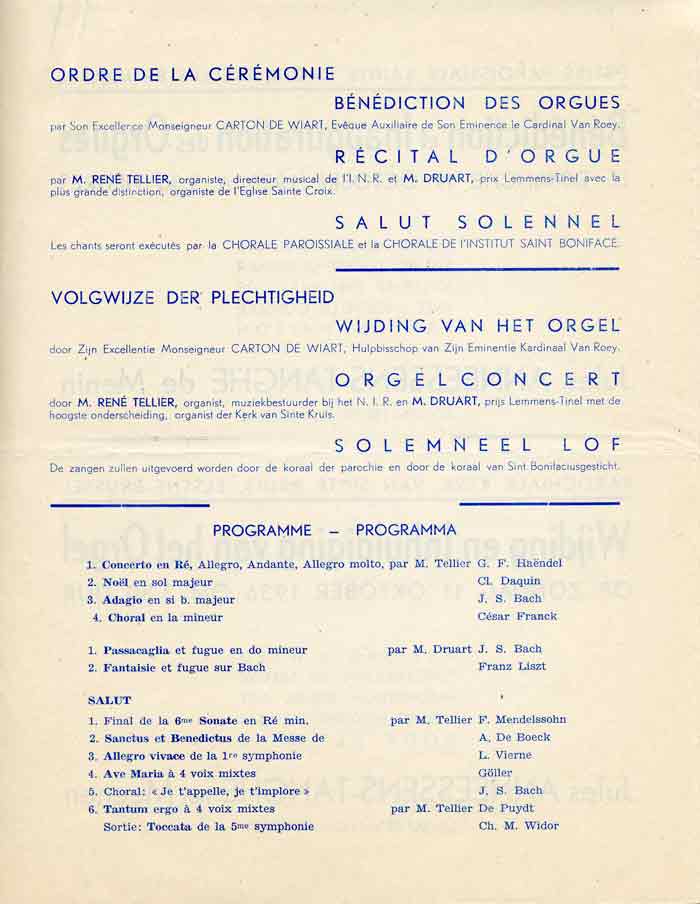 ORDRE DE LA CÉRÉMONIE
BÉNÉDICTION DES ORGUES
par Son Excellence Monseigneur CARTON DE WIART, Evêque Auxiliaire de Son Eminence le Cardinal Van Roey.
RÉCITAL D'ORGUE
par M. RENÉ TELLIER, organiste, directeur musical de l'I. N. R. et M. DRUART, prix Lemmens-Tinel avec la
plus grande distinction, organiste de l'Eglise Sainte Croix.
SALUT SOLENNEL
Les chants seront exécutés par la CHORALE PAROISSIALE et la CHORALE DE l'INSTITUT SAINT BONIFACE.
VOLGWIJZE DER PLECHTIGHEID
WIJDING VAN HET ORGEL
door Zijn Excellentie Monseigneur CARTON DE WIART, Hulpbisschop van Zijn Eminentie Kardinaal Van Roey.
ORGELCONCERT
door M. RENÉ TELLIER, organist, muziekbestuurder bij het N. I. R. en M. DRUART, prijs Lemmens-Tinel met de
hoogste onderscheiding, organist der Kerk van Sinte Kruis.
SOLEMNEEL LOF
De zangen zullen uitgevoerd worden door de koraal der parochie en door de koraal van Sint Bonifaciusgesticht.
PROGRAMME – PROGRAMMA
1. Concerto en Ré, Allegro, Andante, Allegro molto, par M. Tellier G. F. Haëndel
2. Noël en sol majeur Cl. Daquin
3. Adagio en si b. majeur J. S. Bach
4. Choral en la mineur César Franck
1. Passacaglia et fugue en do mineur par M. Druart J. S. Bach
2. Fantaisie et fugue sur Bach Franz Liszt
SALUT
1. Final de la 6me Sonate en Ré min, par M. Tellier F. Mendelssohn
2. Sanctus et Benedictus de la Messe de A. De Boeck
3. Allegro vivace de la 1re symphonie L. Vierne
4. Ave Maria à 4 voix mixtes Göller
5. Choral: « Je t'appelle, je t'implore » J. S. Bach
6. Tantum ergo à 4 voix mixtes par M. Tellier De Puydt
Sortie: Toccata de la 5me symphonie Ch. M. Widor